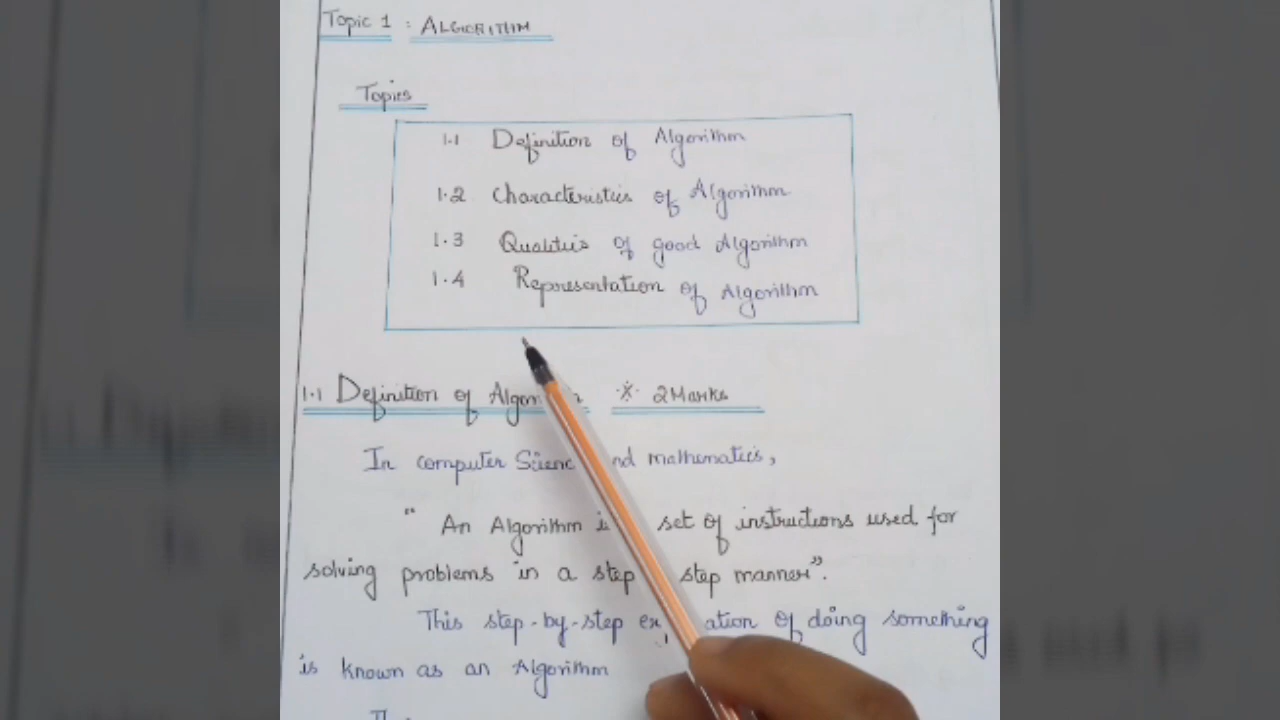 Topic 1 : ALGORITHM
Topics
1.1 Definition of Algorithm
1.2 Characteristics of Algorithm
1.3 Qualities of good Algorithm
1.4 Representation of Algorithm
1.1 Definition of Algor ※ 2 Marks
In computer Scienc nd mathematics,
" An Algorithm i set of instructions used for
solving problems in a step step manner".
This step-by-step ex ation of doing something
is known as an Algorithm